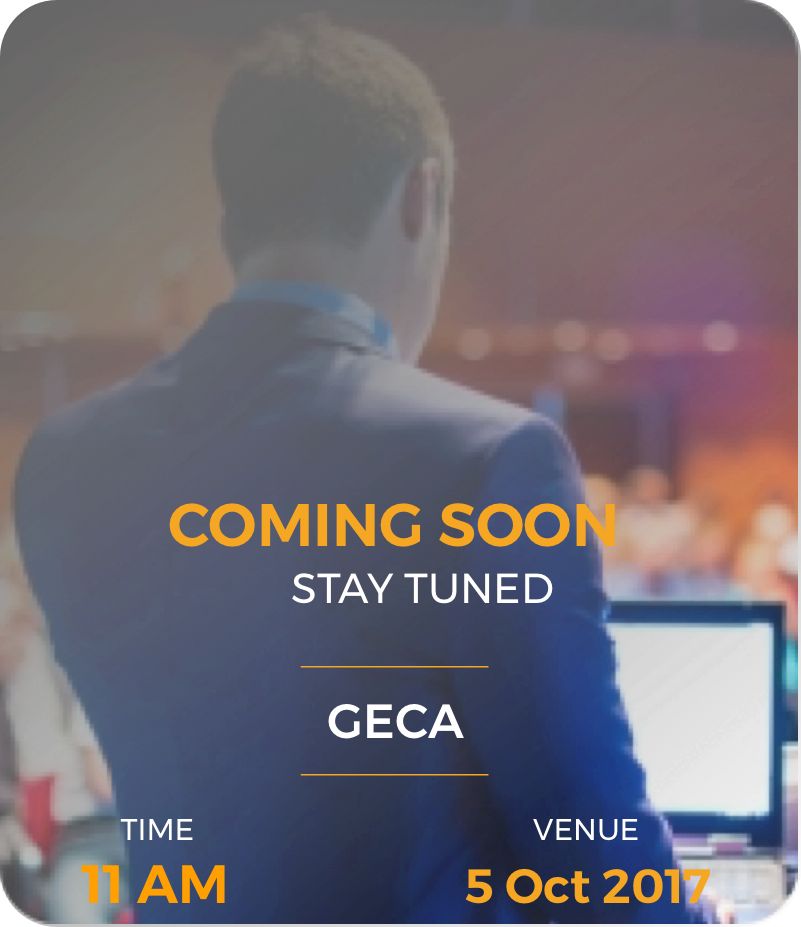 COMING SOON
STAY TUNED
GECA
TIME
11 AM
VENUE
5 Oct 2017